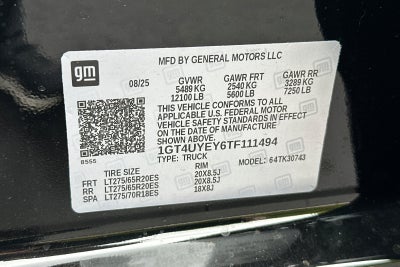 gm
MFD BY GENERAL MOTORS LLC
08/25 GVWR GAWR FRT GAWR RR
5489 KG 2540 KG 3289 KG
12100 LB 5600 LB 7250 LB
THIS VEHICLE CONFORMS TO ALL
APPLICABLE U.S. FEDERAL MOTOR
VEHICLE SAFETY STANDARDS IN
EFFECT ON THE DATE OF MANUFACTURE
SHOWN ABOVE.
1GT4UYEY6TF111494
TYPE: TRUCK MODEL: 64TK30743
8555
TIRE SIZE RIM
FRT LT275/65R20ES 20X8.5J
RR LT275/65R20ES 20X8.5J
SPA LT275/70R18ES 18X8J